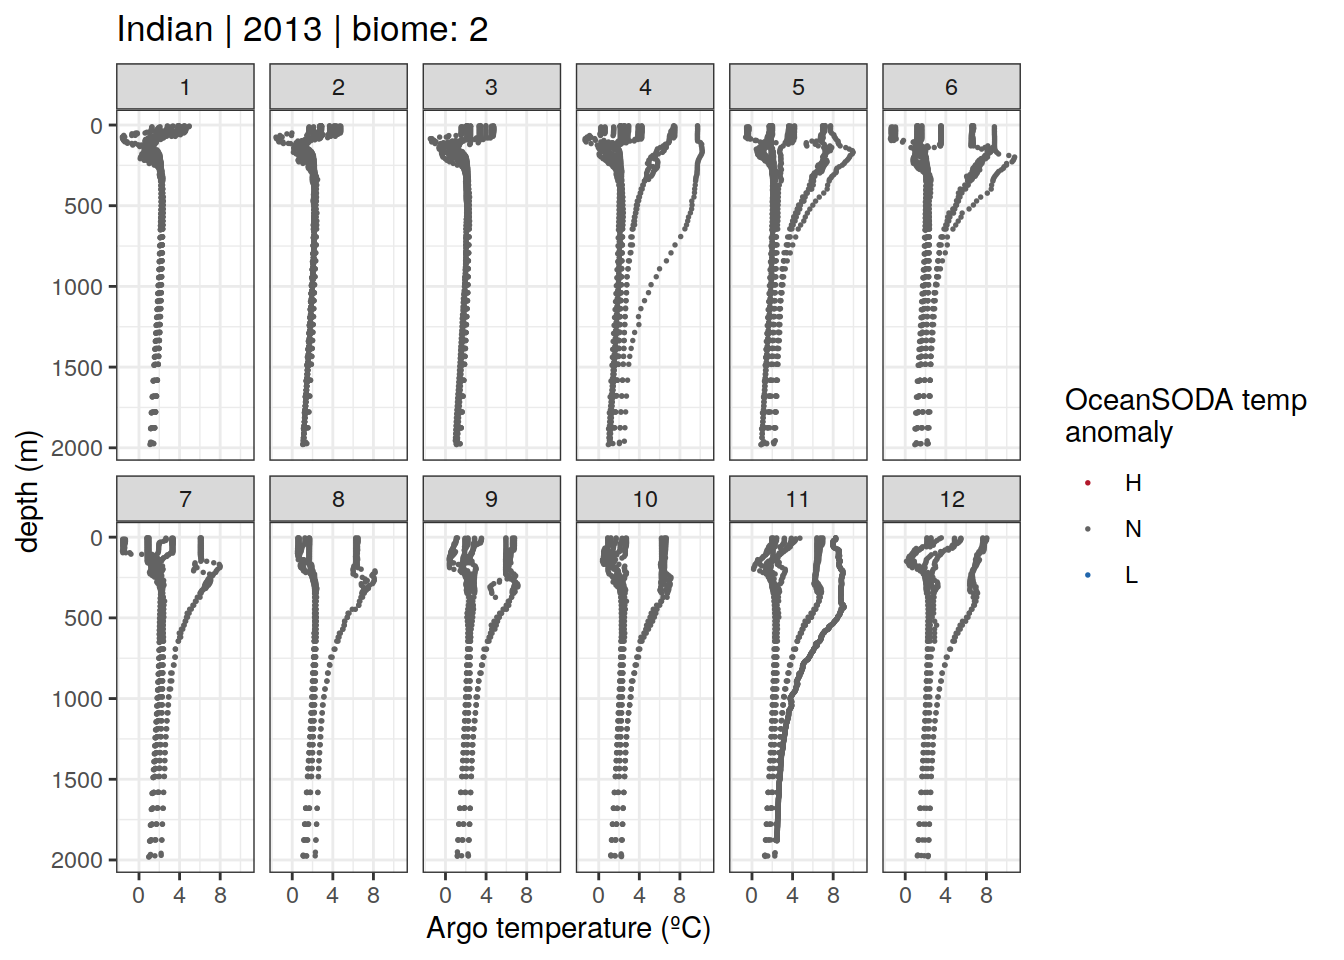 Indian | 2013 | biome: 2
1 2 3 4 5 6
0
500
1000
1500
2000
7 8 9 10 11 12
0
500
1000
1500
2000
0 4 8 0 4 8 0 4 8 0 4 8 0 4 8 0 4 8
Argo temperature (ºC)
depth (m)
OceanSODA temp
anomaly
H
N
L